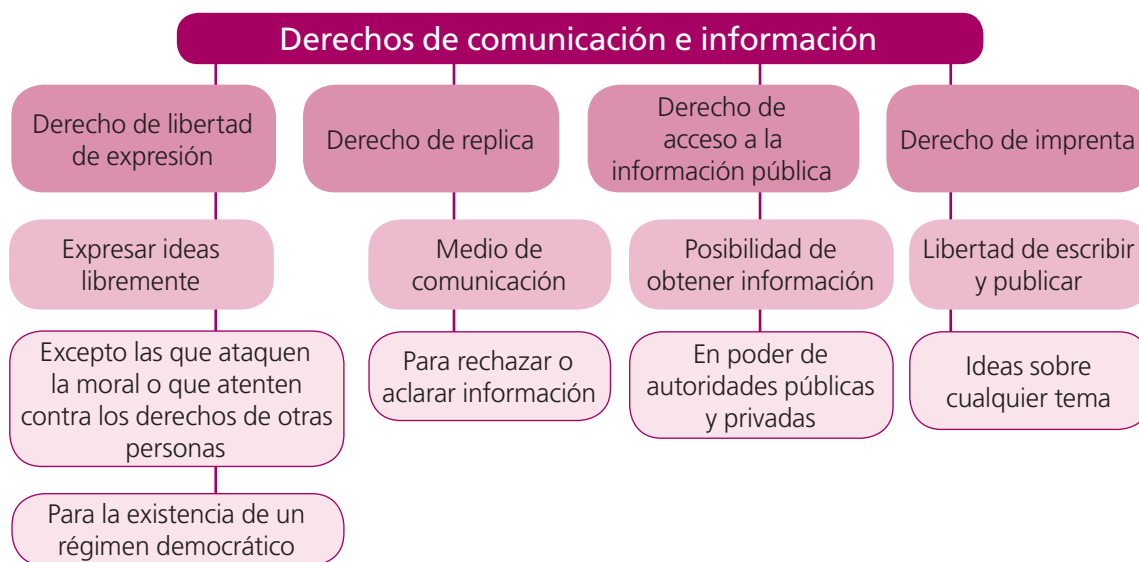 Derechos de comunicación e información
Derecho de libertad
de expresión
Derecho de replica
Derecho de
acceso a la
información pública
Derecho de imprenta
Expresar ideas
libremente
Medio de
comunicación
Posibilidad de
obtener información
Libertad de escribir
y publicar
Excepto las que ataquen
la moral o que atenten
contra los derechos de otras
personas
Para rechazar o
aclarar información
En poder de
autoridades públicas
y privadas
Ideas sobre
cualquier tema
Para la existencia de un
régimen democrático